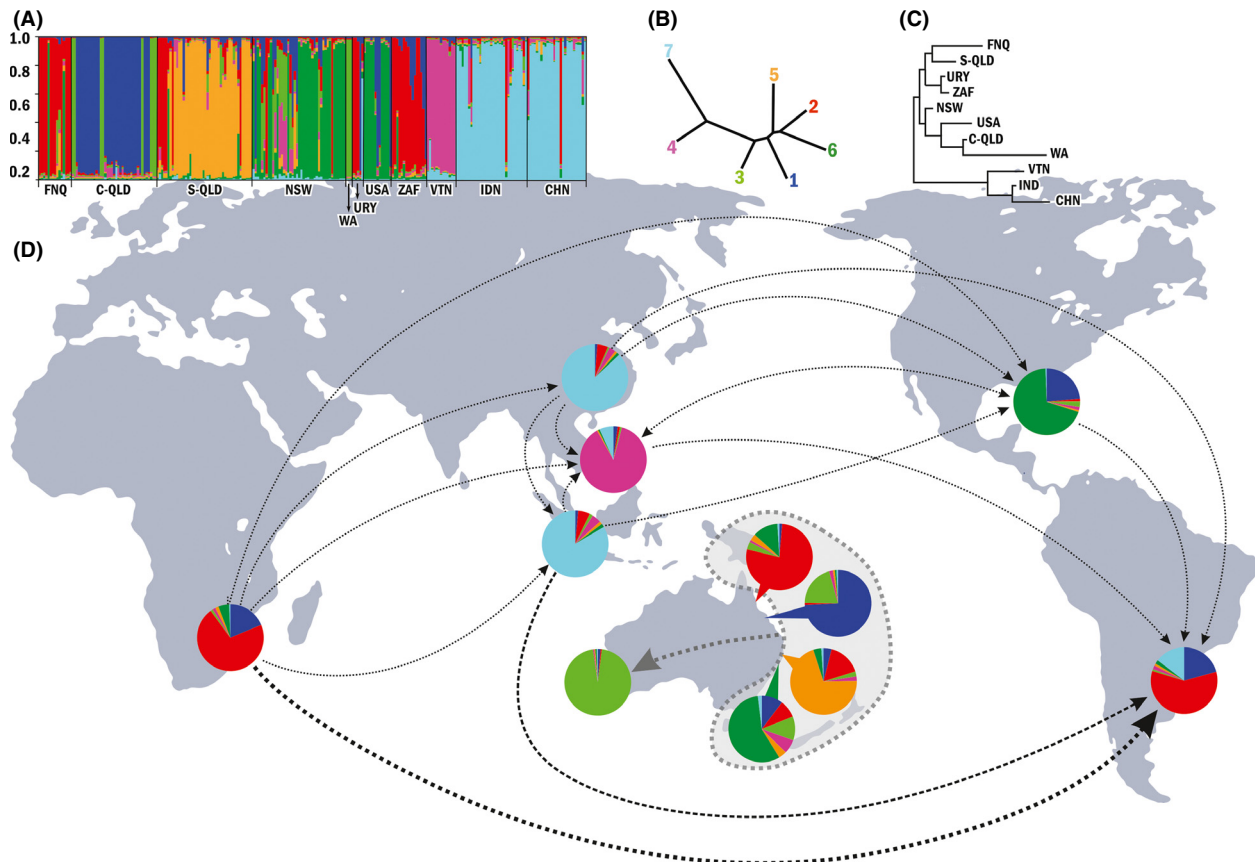 (A)
1.0
0.8
0.6
0.4
0.2
FNQ C-QLD S-QLD NSW USA ZAF VTN IDN CHN
WA URY
(B)
7
5
2
4
6
3
1
(C)
FNQ
S-QLD
URY
ZAF
NSW
USA
C-QLD
WA
VTN
IND
CHN
(D)